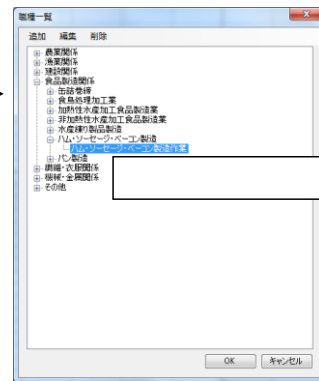 職種一覧
追加 編集 削除
農業関係
漁業関係
建設関係
食品製造関係
缶詰巻締
食鳥処理加工業
加熱性水産加工食品製造業
非加熱性水産加工食品製造業
水産練り製品製造
ハム・ソーセージ・ベーコン製造
ハム・ソーセージ・ベーコン製造作業
パン製造
繊維・衣服関係
機械・金属関係
その他
OK キャンセル